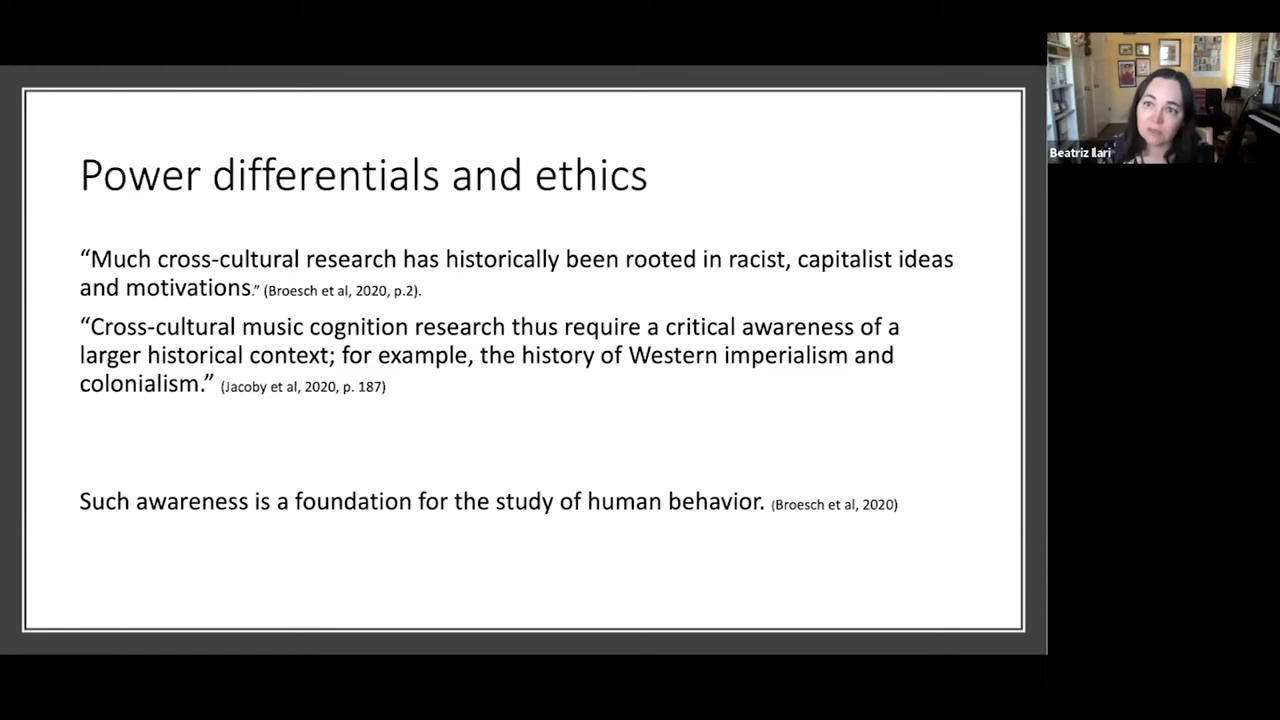 Power differentials and ethics
“Much cross-cultural research has historically been rooted in racist, capitalist ideas
and motivations.” (Broesch et al, 2020, p.2).
“Cross-cultural music cognition research thus require a critical awareness of a
larger historical context; for example, the history of Western imperialism and
colonialism.” (Jacoby et al, 2020, p. 187)
Such awareness is a foundation for the study of human behavior. (Broesch et al, 2020)
Beatriz Ilari